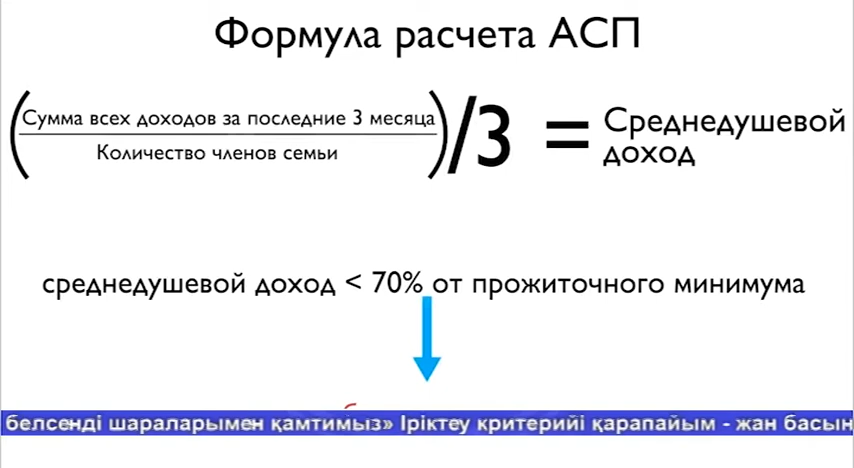 Формула расчета АСП
(Сумма всех доходов за последние 3 месяца
Количество членов семьи)
/3 = Среднедушевой
доход
среднедушевой доход < 70% от прожиточного минимума
белсенді шараларымен қамтимыз» Іріктеу критерийі қарапайым - жан басын